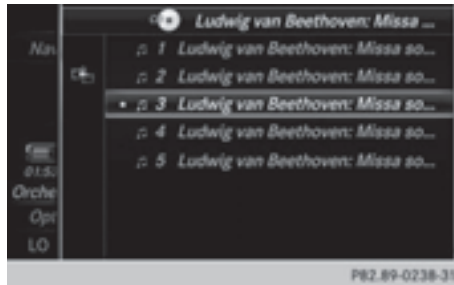 Ludwig van Beethoven: Missa ...
Nav
1 Ludwig van Beethoven: Missa so...
2 Ludwig van Beethoven: Missa so...
3 Ludwig van Beethoven: Missa so...
4 Ludwig van Beethoven: Missa so...
5 Ludwig van Beethoven: Missa so...
01:52
Orche
Opt
LO
P82.89-0238-31